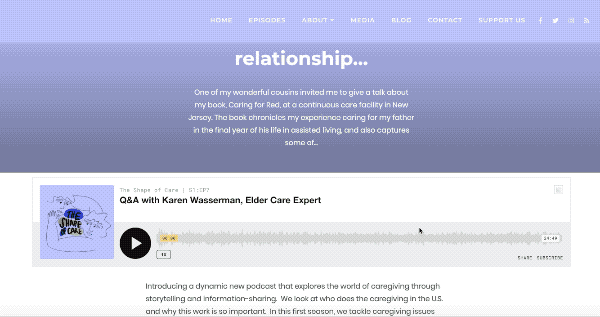 HOME EPISODES ABOUT MEDIA BLOG CONTACT SUPPORT US
relationship...
One of my wonderful cousins invited me to give a talk about
my book, Caring for Red, at a continuous care facility in New
Jersey. The book chronicles my experience caring for my father
in the final year of his life in assisted living, and also captures
some of...
The Shape of Care | S1:EP7
Q&A with Karen Wasserman, Elder Care Expert
THE
SHAPE
OF CARE
00:00
24:49
1X
SHARE SUBSCRIBE
Introducing a dynamic new podcast that explores the world of caregiving through
storytelling and information-sharing. We look at who does the caregiving in the U.S.
and why this work is so important. In this first season, we tackle caregiving issues